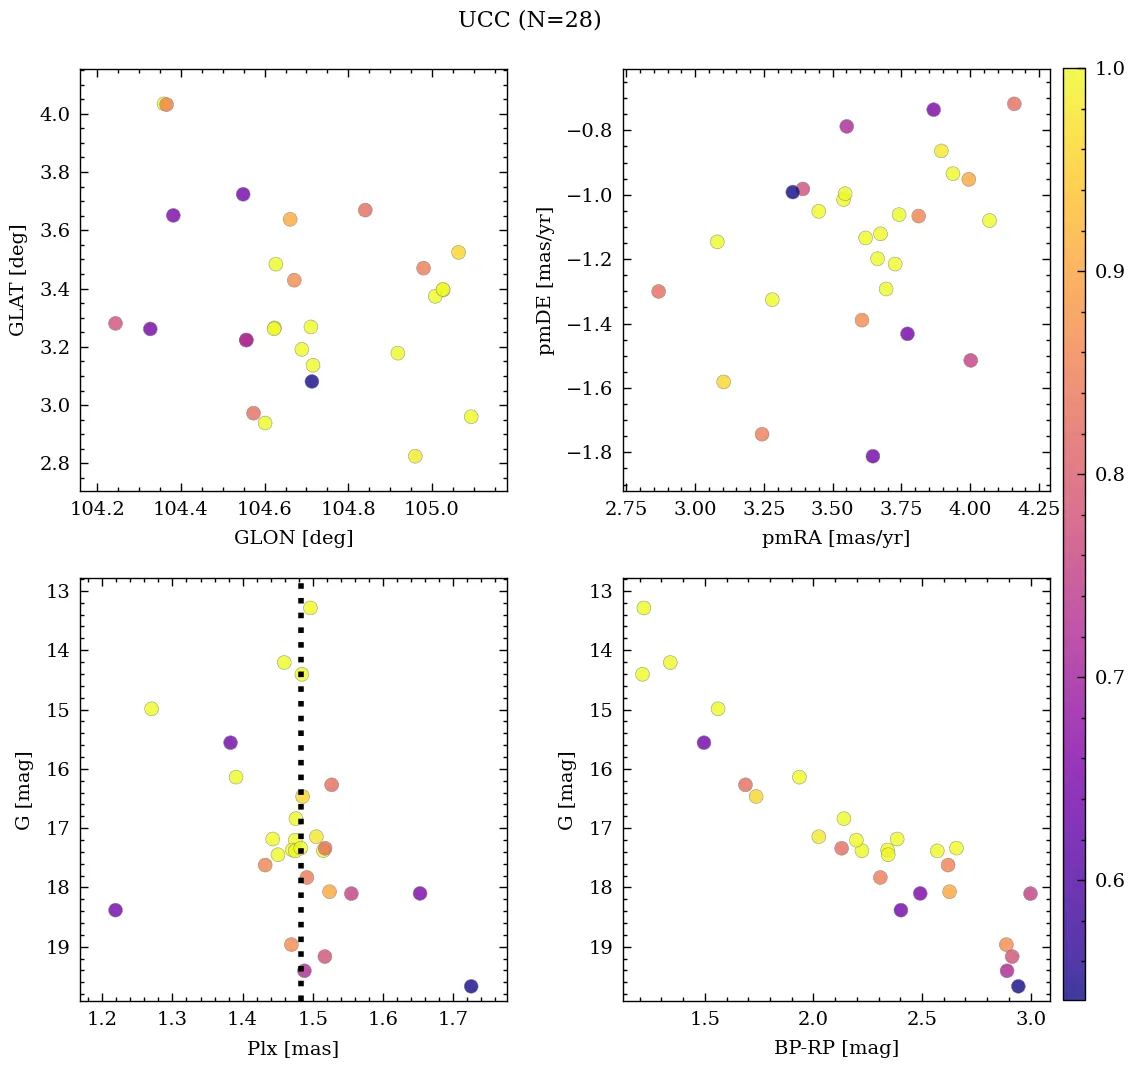 UCC (N=28)
4.0
3.8
3.6
3.4
3.2
3.0
2.8
GLAT [deg]
104.2 104.4 104.6 104.8 105.0
GLON [deg]
−0.8
−1.0
−1.2
−1.4
−1.6
−1.8
pmDE [mas/yr]
2.75 3.00 3.25 3.50 3.75 4.00 4.25
pmRA [mas/yr]
13
14
15
16
17
18
19
G [mag]
1.2 1.3 1.4 1.5 1.6 1.7
Plx [mas]
13
14
15
16
17
18
19
G [mag]
1.5 2.0 2.5 3.0
BP-RP [mag]
1.0
0.9
0.8
0.7
0.6